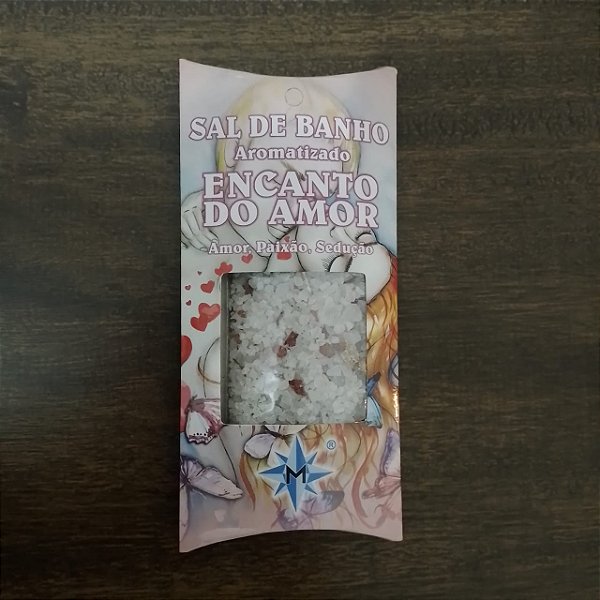 SAL DE BANHO
Aromatizado
ENCANTO
DO AMOR
Amor, Paixão, Sedução
M
®